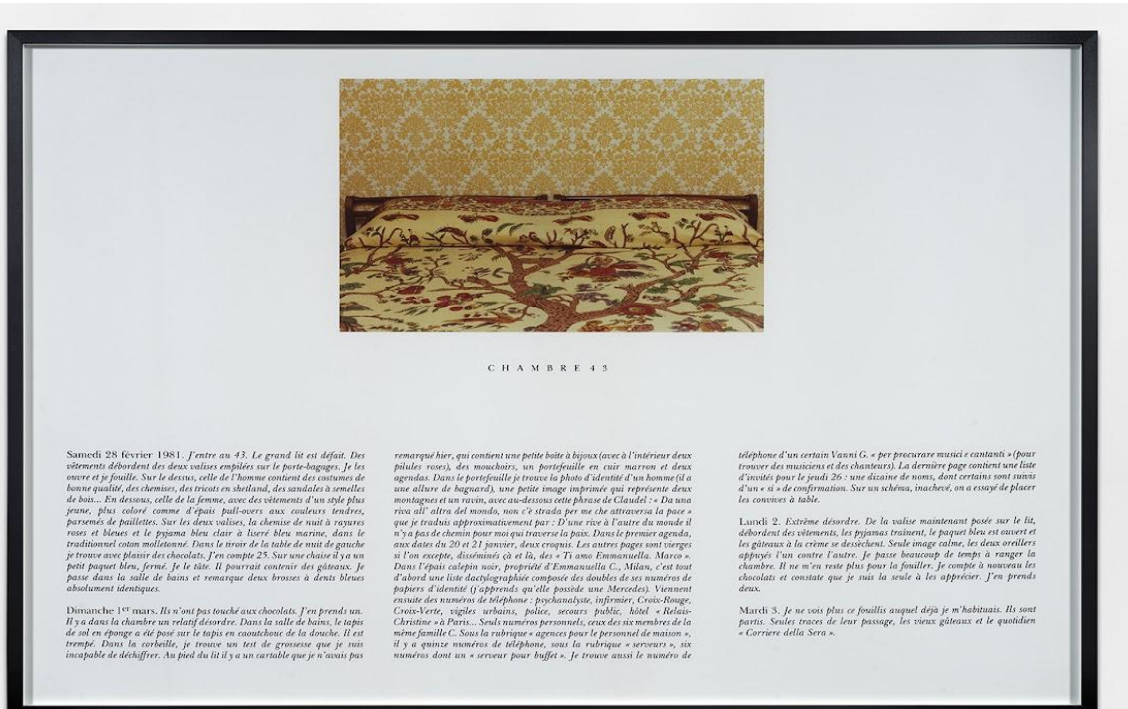 CHAMBRE 43
Samedi 28 février 1981. J'entre au 43. Le grand lit est défait. Des
vêtements débordent des deux valises empilées sur le porte-bagages. Je les
ouvre et je fouille. Sur le dessus, celle de l'homme contient des costumes de
bonne qualité, des chemises, des tricots en shetland, des sandales à semelles
de bois... En dessous, celle de la femme, avec des vêtements d'un style plus
jeune, plus coloré comme d'épais pull-overs aux couleurs tendres,
parsemés de paillettes. Sur les deux valises, la chemise de nuit à rayures
roses et bleues et le pyjama bleu clair à liseré bleu marine, dans le
traditionnel coton molletonné. Dans le tiroir de la table de nuit de gauche
je trouve avec plaisir des chocolats. J'en compte 25. Sur une chaise il y a un
petit paquet bleu, fermé. Je le tâte. Il pourrait contenir des gâteaux. Je
passe dans la salle de bains et remarque deux brosses à dents bleues
absolument identiques.
Dimanche 1er mars. Ils n'ont pas touché aux chocolats. J'en prends un.
Il y a dans la chambre un relatif désordre. Dans la salle de bains, le tapis
de sol en éponge a été posé sur le tapis en caoutchouc de la douche. Il est
trempé. Dans la corbeille, je trouve un test de grossesse que je suis
incapable de déchiffrer. Au pied du lit il y a un cartable que je n'avais pas
remarqué hier, qui contient une petite boîte à bijoux (avec à l'intérieur deux
pilules roses), des mouchoirs, un portefeuille en cuir marron et deux
agendas. Dans le portefeuille je trouve la photo d'identité d'un homme (il a
une allure de bagnard), une petite image imprimée qui représente deux
montagnes et un ravin, avec au-dessous cette phrase de Claudel : « Da una
riva all' altra del mondo, non c'è strada per me che attraversa la pace »
que je traduis approximativement par : D'une rive à l'autre du monde il
n'y a pas de chemin pour moi qui traverse la paix. Dans le premier agenda,
aux dates du 20 et 21 janvier, deux croquis. Les autres pages sont vierges
si l'on excepte, disséminés çà et là, des « Ti amo Emmanuella. Marco ».
Dans l'épais calepin noir, propriété d'Emmanuella C., Milan, c'est tout
d'abord une liste dactylographiée composée des doubles de ses numéros de
papiers d'identité (j'apprends qu'elle possède une Mercedes). Viennent
ensuite des numéros de téléphone : psychanalyste, infirmier, Croix-Rouge,
Croix-Verte, vigiles urbains, police, secours public, hôtel « Relais-
Christine » à Paris... Seuls numéros personnels, ceux des six membres de la
même famille C. Sous la rubrique « agences pour le personnel de maison »,
il y a quinze numéros de téléphone, sous la rubrique « serveurs », six
numéros dont un « serveur pour buffet ». Je trouve aussi le numéro de
téléphone d'un certain Vanni G. « per procurare musici e cantanti » (pour
trouver des musiciens et des chanteurs). La dernière page contient une liste
d'invités pour le jeudi 26 : une dizaine de noms, dont certains sont suivis
d'un « si » de confirmation. Sur un schéma, inachevé, on a essayé de placer
les convives à table.
Lundi 2. Extrême désordre. De la valise maintenant posée sur le lit,
débordent des vêtements, les pyjamas traînent, le paquet bleu est ouvert et
les gâteaux à la crème se dessèchent. Seule image calme, les deux oreillers
appuyés l'un contre l'autre. Je passe beaucoup de temps à ranger la
chambre. Il ne m'en reste plus pour la fouiller. Je compte à nouveau les
chocolats et constate que je suis la seule à les apprécier. J'en prends
deux.
Mardi 3. Je ne vois plus ce fouillis auquel déjà je m'habituais. Ils sont
partis. Seules traces de leur passage, les vieux gâteaux et le quotidien
« Corriere della Sera ».